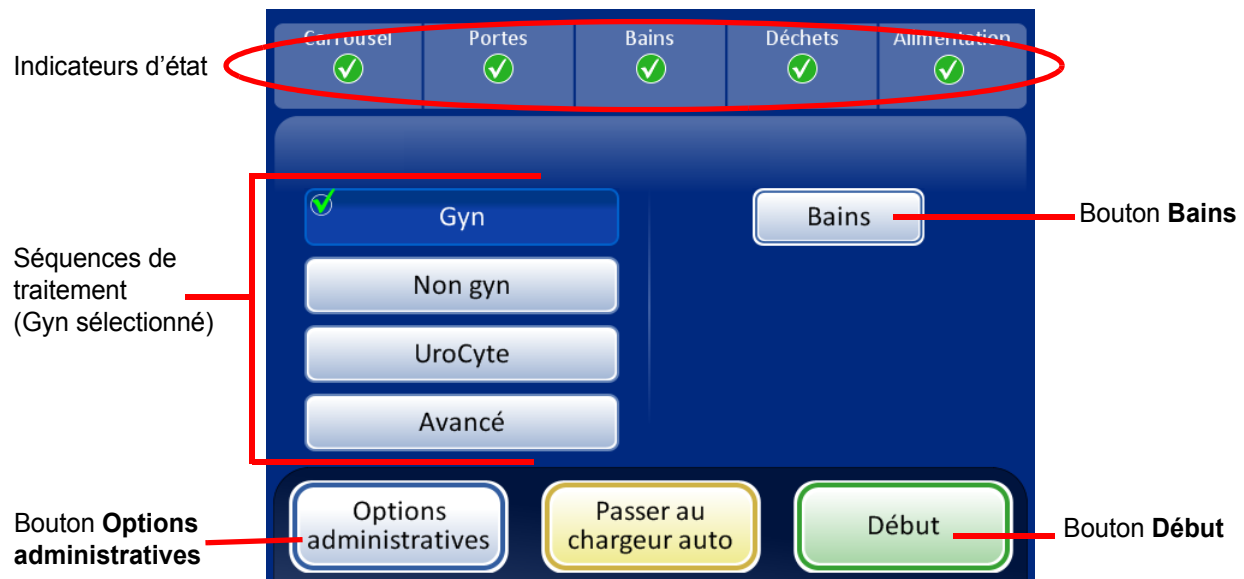 Indicateurs d’état
Carrousel
Portes
Bains
Déchets
Alimentation
Séquences de
traitement
(Gyn sélectionné)
Gyn
Non gyn
UroCyte
Avancé
Bains
Bouton Bains
Bouton Options
administratives
Options
administratives
Passer au
chargeur auto
Début
Bouton Début